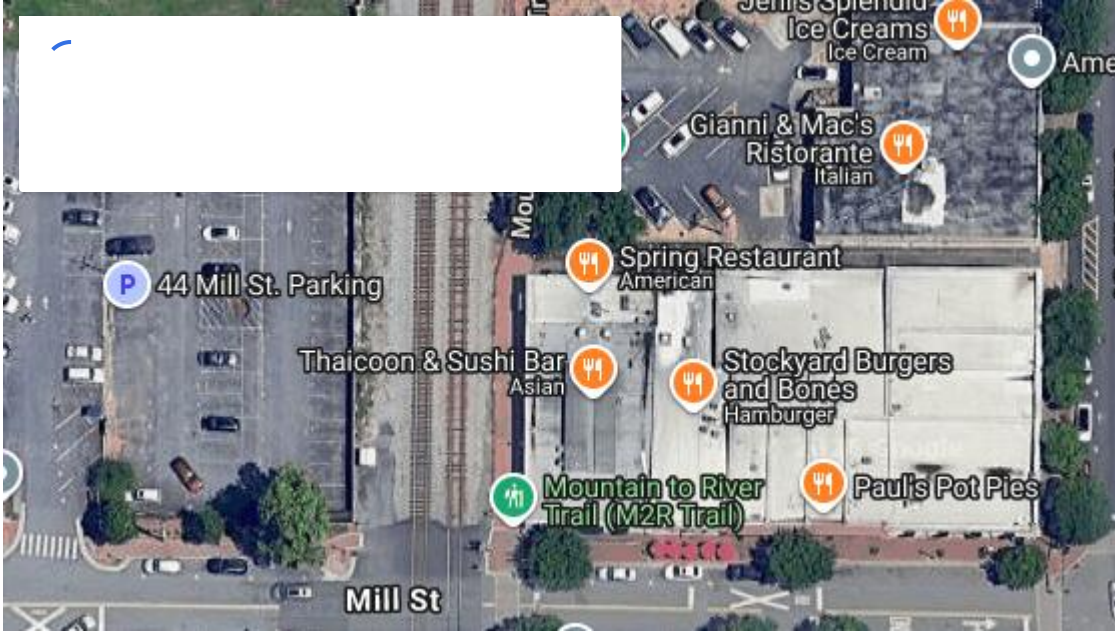 Jeni's Splendid
Ice Creams
Ice Cream
Ame
Gianni & Mac's
Ristorante
Italian
Mou
Spring Restaurant
American
P
44 Mill St. Parking
Thaicoon & Sushi Bar
Asian
Stockyard Burgers
and Bones
Hamburger
Mountain to River
Trail (M2R Trail)
Paul's Pot Pies
Mill St